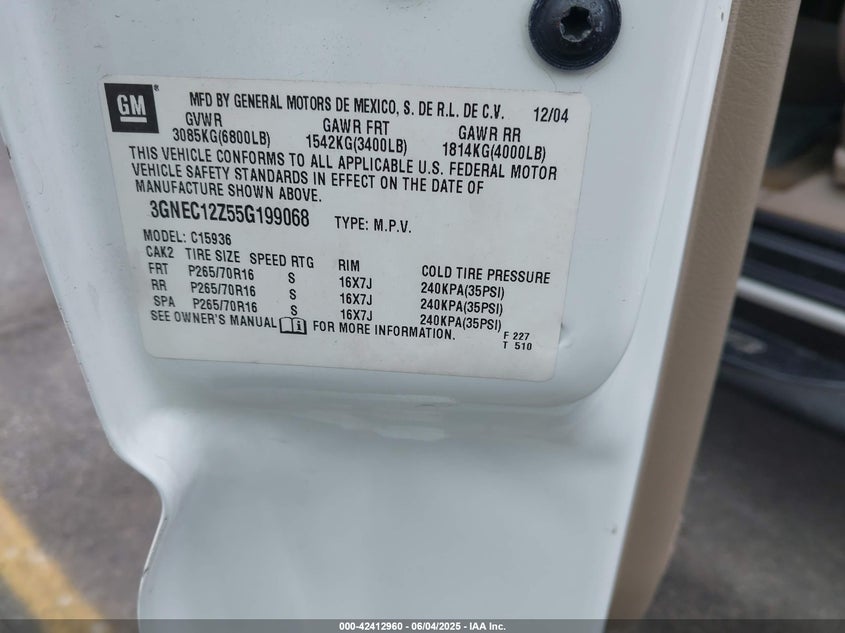 GM ®
MFD BY GENERAL MOTORS DE MEXICO, S. DE R.L. DE C.V. 12/04
GVWR GAWR FRT GAWR RR
3085KG(6800LB) 1542KG(3400LB) 1814KG(4000LB)
THIS VEHICLE CONFORMS TO ALL APPLICABLE U.S. FEDERAL MOTOR
VEHICLE SAFETY STANDARDS IN EFFECT ON THE DATE OF
MANUFACTURE SHOWN ABOVE.
3GNEC12Z55G199068 TYPE: M.P.V.
MODEL: C15936
CAK2 TIRE SIZE SPEED RTG RIM COLD TIRE PRESSURE
FRT P265/70R16 S 16X7J 240KPA(35PSI)
RR P265/70R16 S 16X7J 240KPA(35PSI)
SPA P265/70R16 S 16X7J 240KPA(35PSI)
SEE OWNER'S MANUAL FOR MORE INFORMATION. F 227
T 510
000-42412960 - 06/04/2025 - IAA Inc.